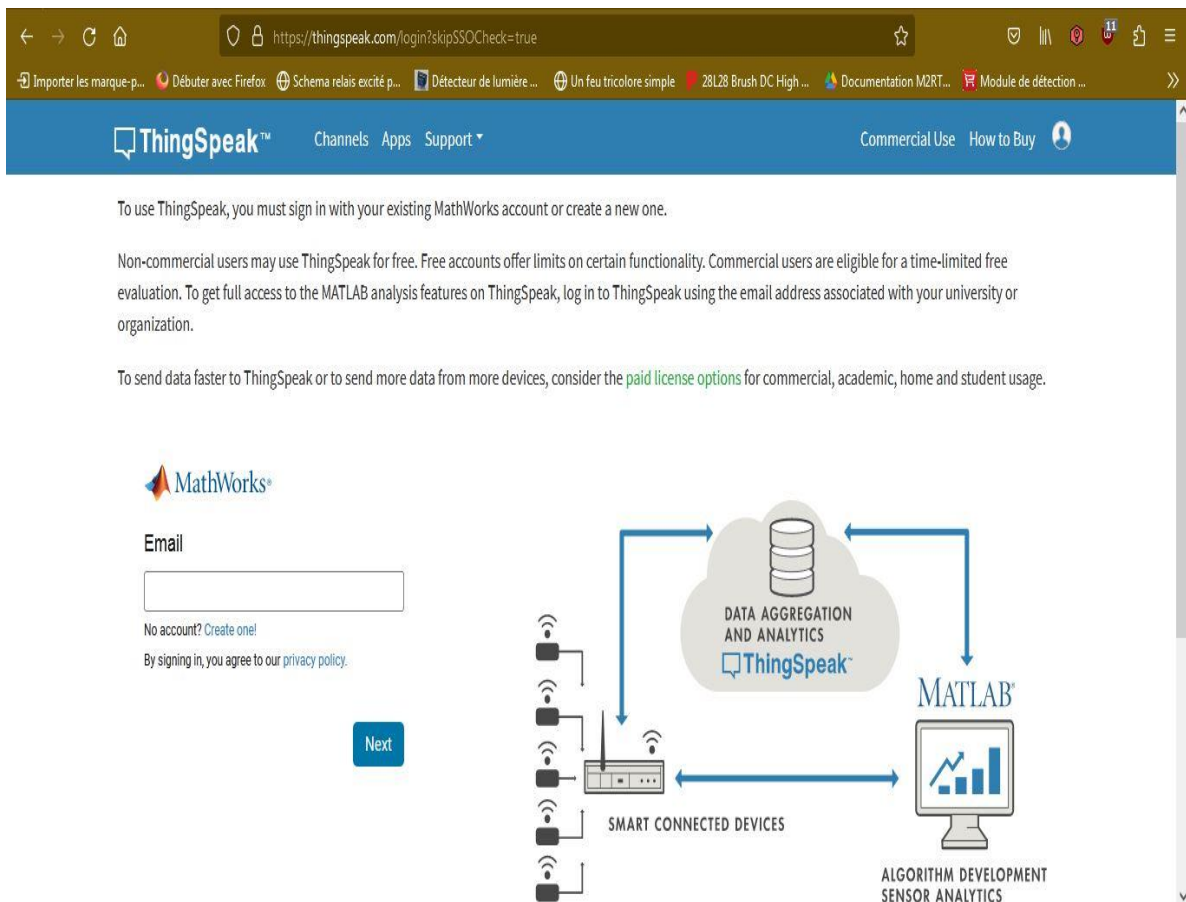 https://thingspeak.com/login?skipSSOCheck=true
11
Importer les marque-p... Débuter avec Firefox Schema relais excité p... Détecteur de lumière ... Un feu tricolore simple 28L28 Brush DC High ... Documentation M2RT... Module de détection ...
ThingSpeak™ Channels Apps Support Commercial Use How to Buy
To use ThingSpeak, you must sign in with your existing MathWorks account or create a new one.
Non-commercial users may use ThingSpeak for free. Free accounts offer limits on certain functionality. Commercial users are eligible for a time-limited free
evaluation. To get full access to the MATLAB analysis features on ThingSpeak, log in to ThingSpeak using the email address associated with your university or
organization.
To send data faster to ThingSpeak or to send more data from more devices, consider the paid license options for commercial, academic, home and student usage.
MathWorks®
Email
No account? Create one!
By signing in, you agree to our privacy policy.
Next
DATA AGGREGATION
AND ANALYTICS
ThingSpeak™
MATLAB®
SMART CONNECTED DEVICES
ALGORITHM DEVELOPMENT
SENSOR ANALYTICS